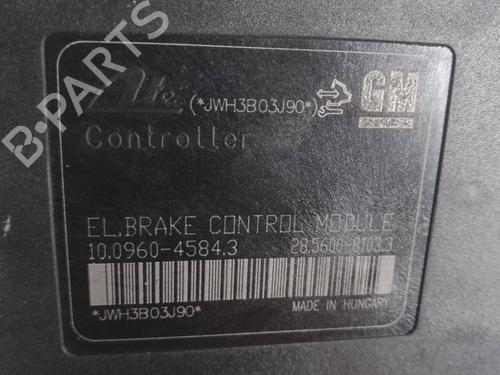 B-PARTS
Ate (*JWH3B03J90*) GM
Controller
EL.BRAKE CONTROL MODULE
10.0960-4584.3 28.5600-8103.3
*JWH3B03J90* MADE IN HUNGARY